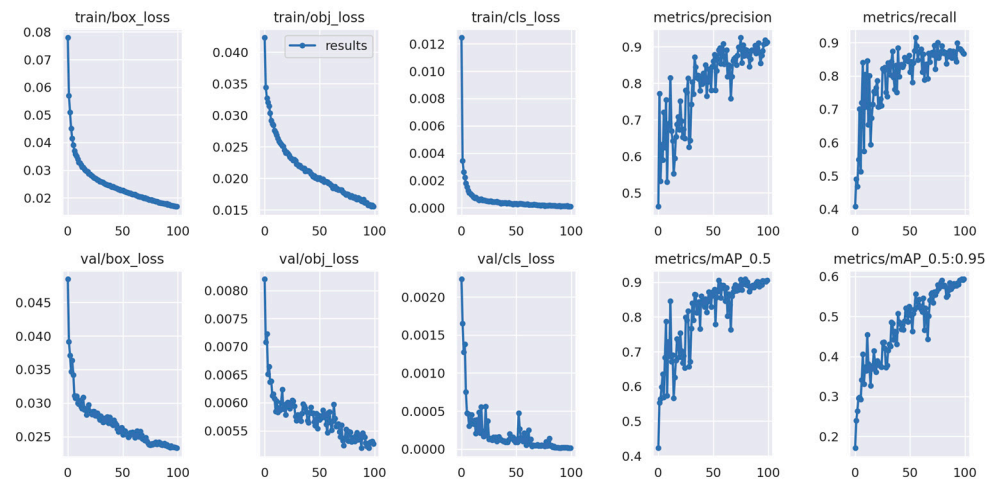 train/box_loss
train/obj_loss
train/cls_loss
metrics/precision
metrics/recall
0.08
0.07
0.06
0.05
0.04
0.03
0.02
0 50 100
0.040
0.035
0.030
0.025
0.020
0.015
0 50 100
results
0.012
0.010
0.008
0.006
0.004
0.002
0.000
0 50 100
0.9
0.8
0.7
0.6
0.5
0 50 100
0.9
0.8
0.7
0.6
0.5
0.4
0 50 100
val/box_loss
val/obj_loss
val/cls_loss
metrics/mAP_0.5
metrics/mAP_0.5:0.95
0.045
0.040
0.035
0.030
0.025
0 50 100
0.0080
0.0075
0.0070
0.0065
0.0060
0.0055
0 50 100
0.0020
0.0015
0.0010
0.0005
0.0000
0 50 100
0.9
0.8
0.7
0.6
0.5
0.4
0 50 100
0.6
0.5
0.4
0.3
0.2
0 50 100